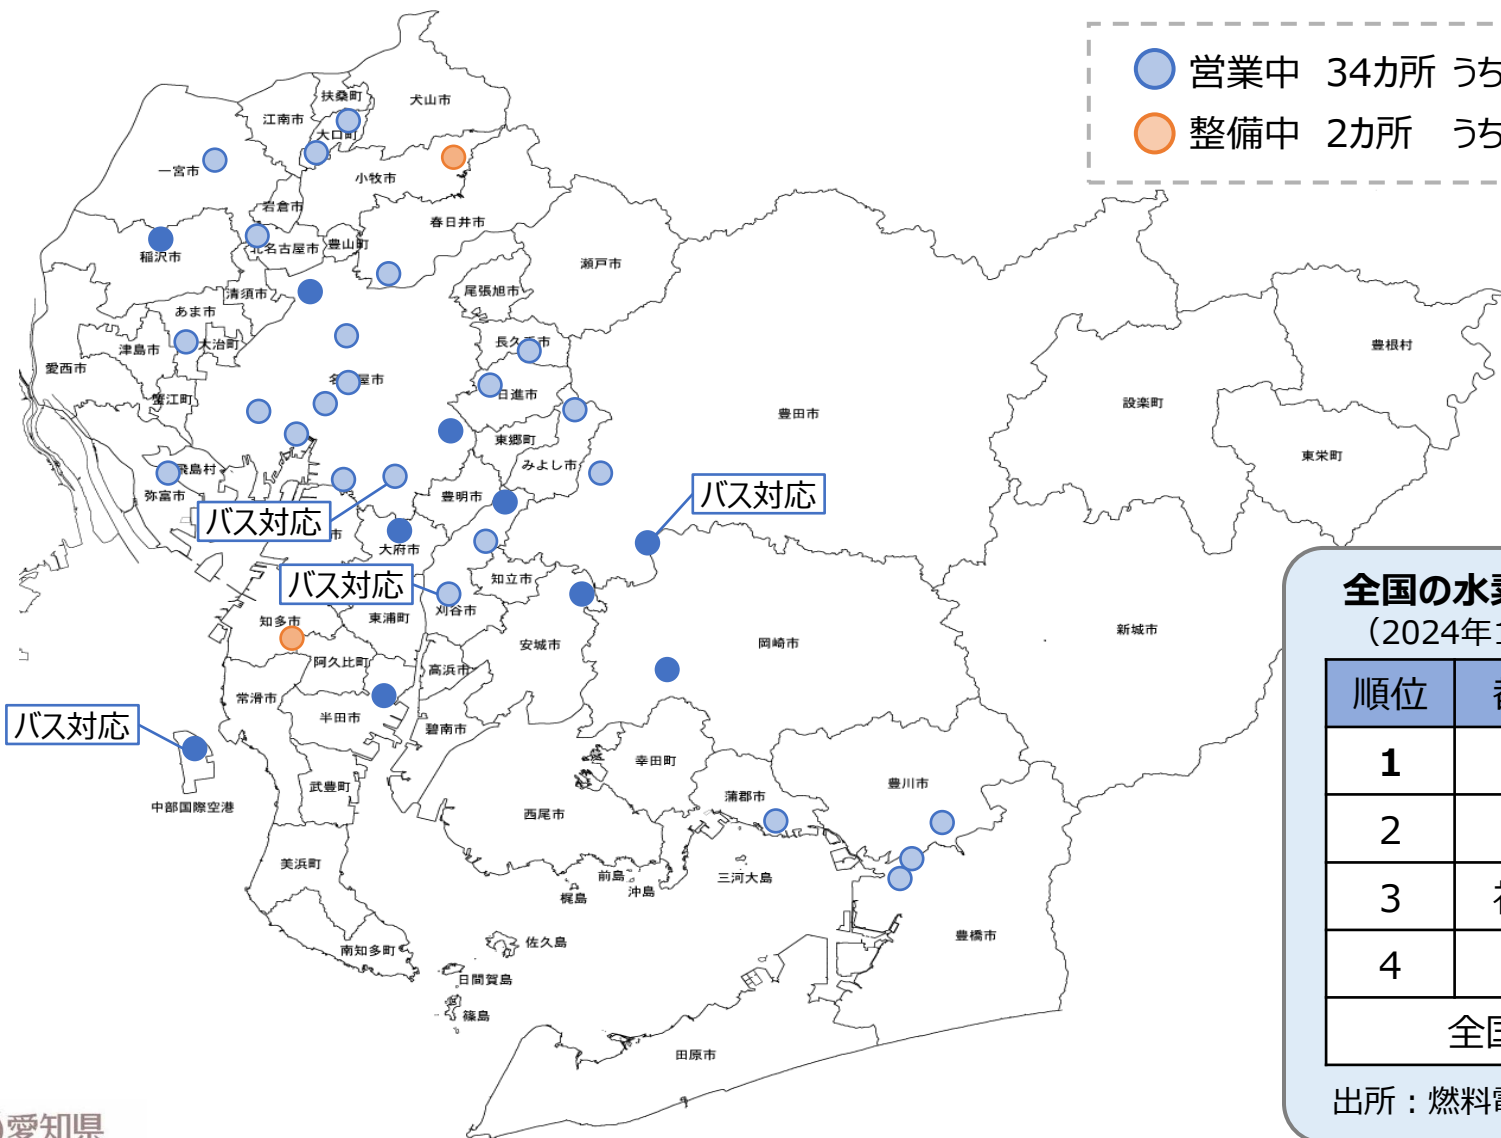 営業中 34カ所 うち
整備中 2カ所 うち
扶桑町
犬山市
江南市
大口町
一宮市
小牧市
岩倉市
春日井市
北名古屋市
豊山町
稲沢市
瀬戸市
清須市
尾張旭市
あま市
長久手市
津島市
大治町
愛西市
名古屋市
日進市
蟹江町
豊田市
設楽町
豊根村
東郷町
東栄町
みよし市
飛島村
弥富市
豊明市
バス対応
バス対応
市
大府市
バス対応
知立市
刈谷市
知多市
東浦町
安城市
岡崎市
新城市
阿久比町
高浜市
常滑市
半田市
碧南市
バス対応
幸田町
豊川市
武豊町
蒲郡市
中部国際空港
西尾市
美浜町
前島
沖島
梶島
三河大島
南知多町
佐久島
豊橋市
日間賀島
篠島
田原市
全国の水素
（2024年
順位
1
2
3
4
全国
出所：燃料電
愛知県